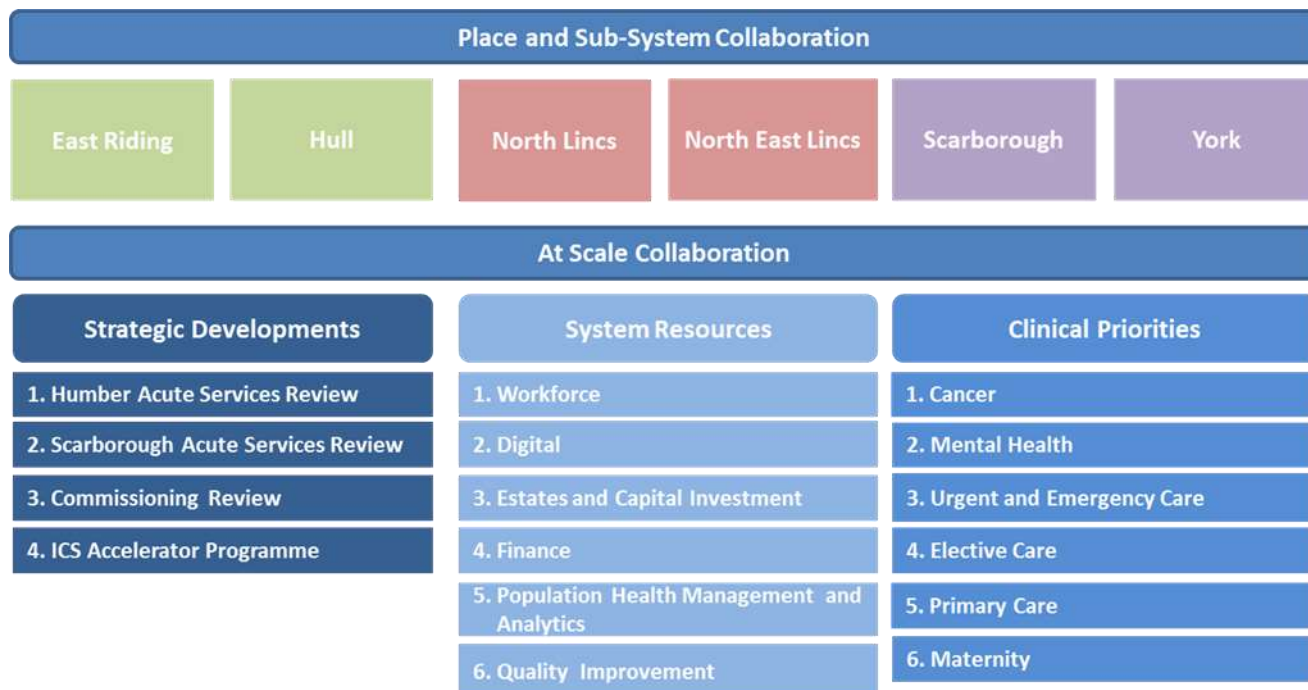 Place and Sub-System Collaboration
East Riding
Hull
North Lincs
North East Lincs
Scarborough
York
At Scale Collaboration
Strategic Developments
1. Humber Acute Services Review
2. Scarborough Acute Services Review
3. Commissioning Review
4. ICS Accelerator Programme
System Resources
1. Workforce
2. Digital
3. Estates and Capital Investment
4. Finance
5. Population Health Management and
Analytics
6. Quality Improvement
Clinical Priorities
1. Cancer
2. Mental Health
3. Urgent and Emergency Care
4. Elective Care
5. Primary Care
6. Maternity